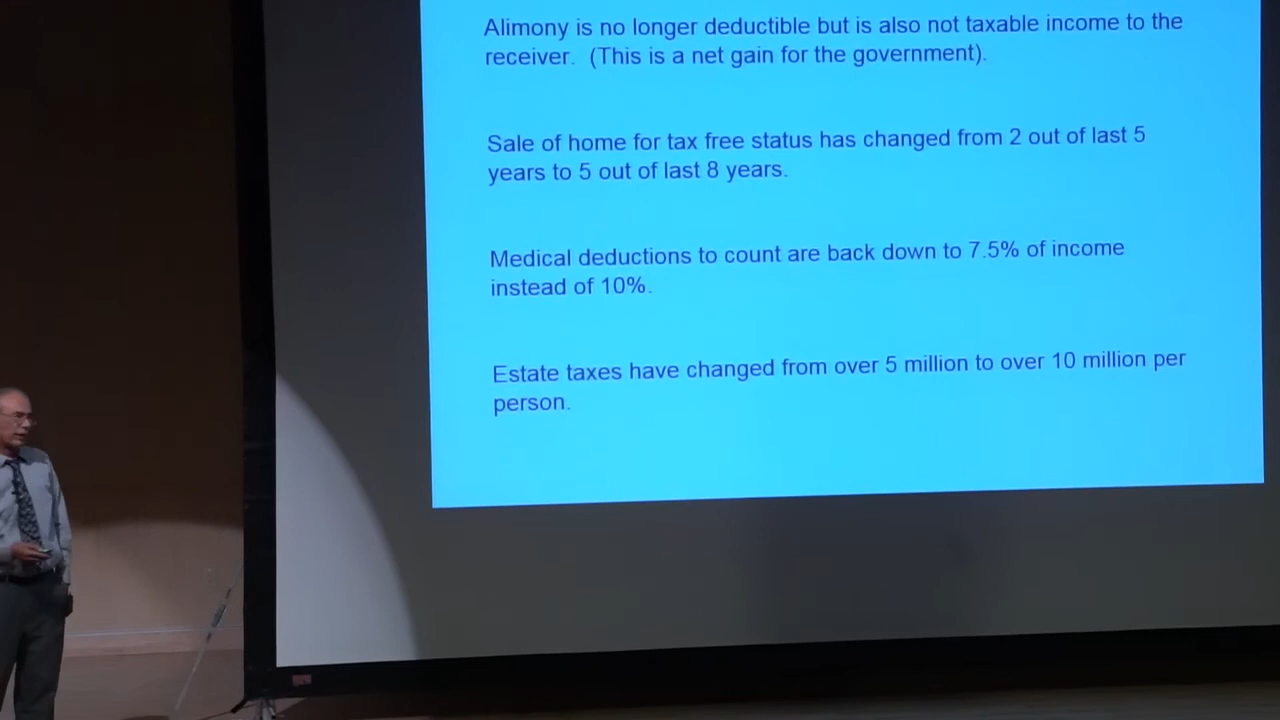 Alimony is no longer deductible but is also not taxable income to the
receiver. (This is a net gain for the government).
Sale of home for tax free status has changed from 2 out of last 5
years to 5 out of last 8 years.
Medical deductions to count are back down to 7.5% of income
instead of 10%.
Estate taxes have changed from over 5 million to over 10 million per
person.